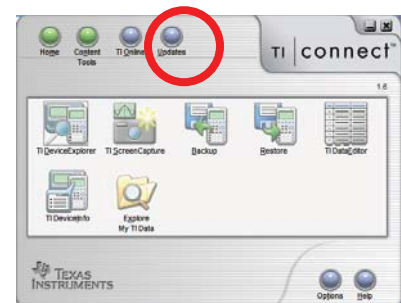 Home Content Tools TI Online Updates
TI connect™
1.6
TI DeviceExplorer TI ScreenCapture Backup Restore TI DataEditor
TI DeviceInfo Explore My TI Data
TEXAS INSTRUMENTS
Options Help